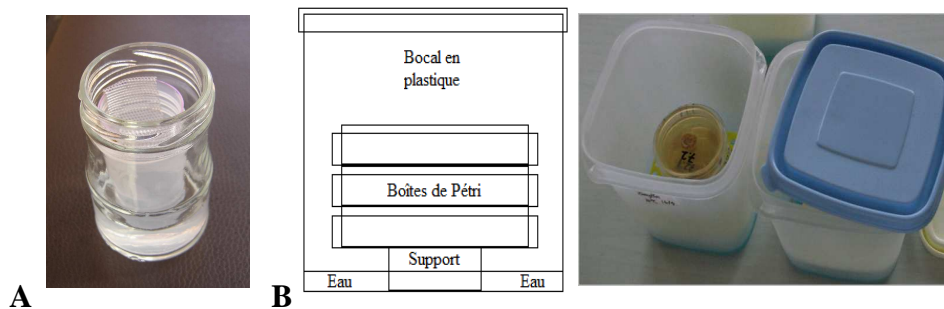 Bocal en
plastique
Boîtes de Pétri
Support
Eau
Eau
A
B